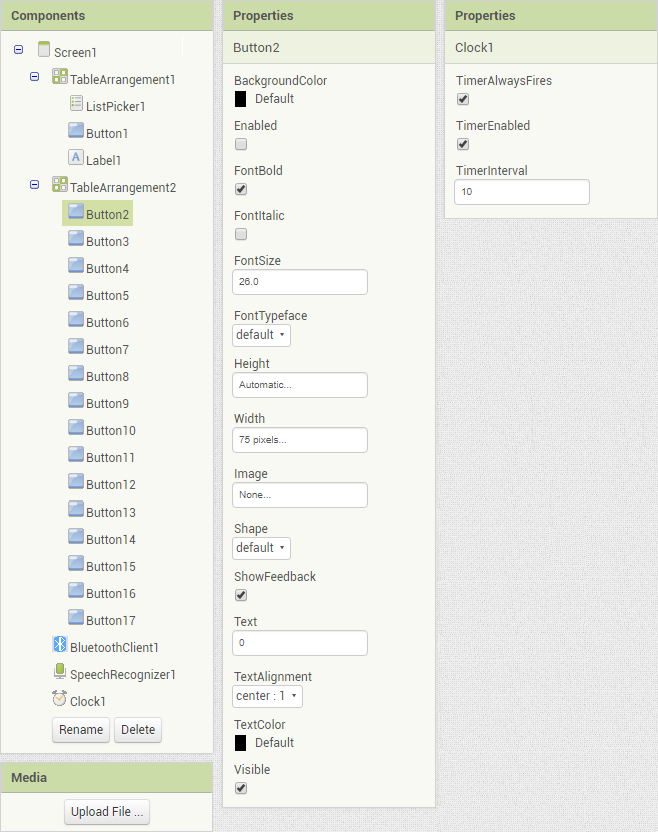 Components
Screen1
TableArrangement1
ListPicker1
Button1
A
Label1
TableArrangement2
Button2
Button3
Button4
Button5
Button6
Button7
Button8
Button9
Button10
Button11
Button12
Button13
Button14
Button15
Button16
Button17
BluetoothClient1
SpeechRecognizer1
Clock1
Rename
Delete
Media
Upload File ...
Properties
Button2
BackgroundColor
Default
Enabled
FontBold
FontItalic
FontSize
26.0
FontTypeface
default
Height
Automatic...
Width
75 pixels...
Image
None...
Shape
default
ShowFeedback
Text
0
TextAlignment
center : 1
TextColor
Default
Visible
Properties
Clock1
TimerAlwaysFires
TimerEnabled
TimerInterval
10